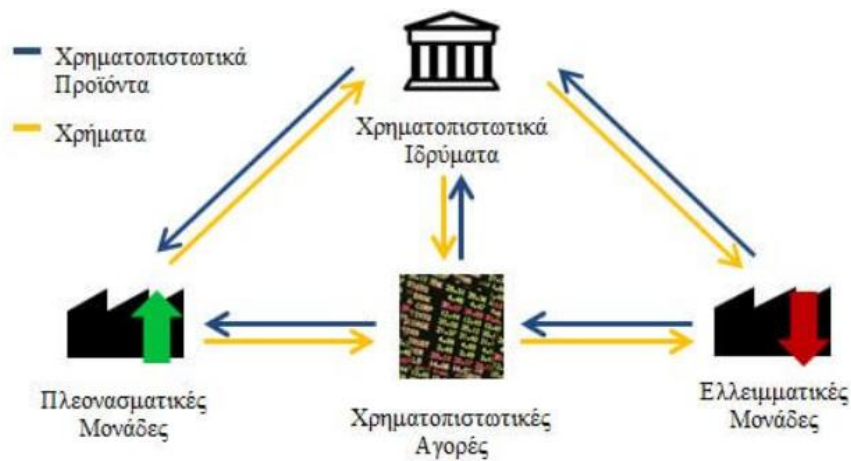 Χρηματοπιστωτικά
Προϊόντα
Χρήματα
Χρηματοπιστωτικά
Ιδρύματα
Πλεονασματικές
Μονάδες
Χρηματοπιστωτικές
Αγορές
Ελλειμματικές
Μονάδες